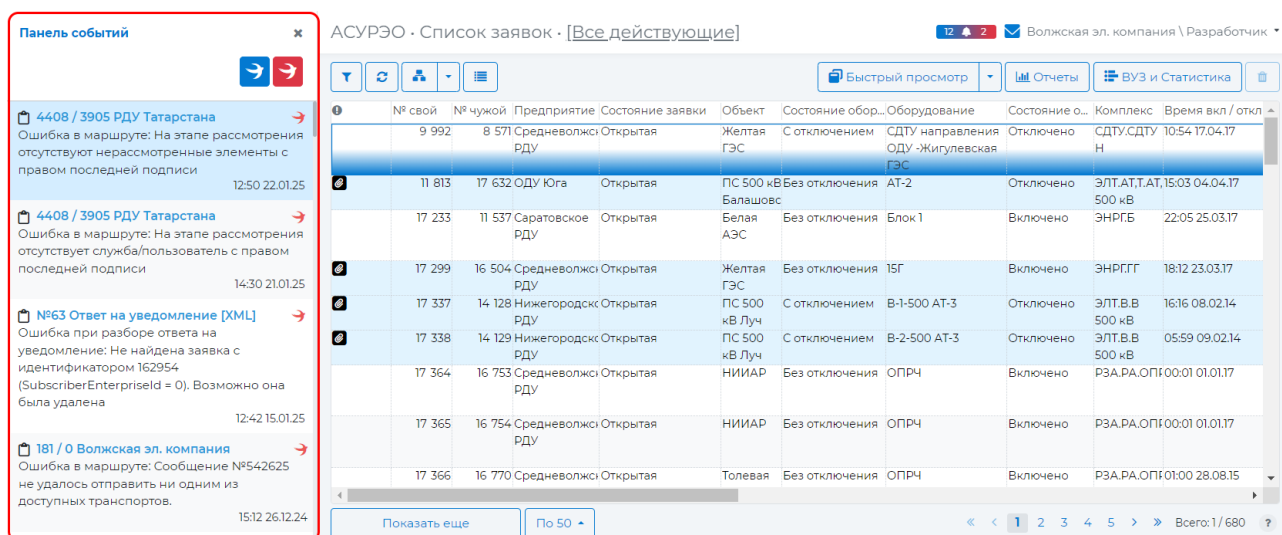 Панель событий
4408 / 3905 РДУ Татарстана
Ошибка в маршруте: На этапе рассмотрения
отсутствуют нерассмотренные элементы с
правом последней подписи
12:50 22.01.25
4408 / 3905 РДУ Татарстана
Ошибка в маршруте: На этапе рассмотрения
отсутствует служба/пользователь с правом
последней подписи
14:30 21.01.25
№63 Ответ на уведомление [XML]
Ошибка при разборе ответа на
уведомление: Не найдена заявка с
идентификатором 162954
(SubscriberEnterpriseId = 0). Возможно она
была удалена
12:42 15.01.25
181 / 0 Волжская эл. компания
Ошибка в маршруте: Сообщение №542625
не удалось отправить ни одним из
доступных транспортов.
15:12 26.12.24
АСУРЭО · Список заявок · [Все действующие]
12 2 Волжская эл. компания \ Разработчик
Быстрый просмотр Отчеты ВУЗ и Статистика
№ свой № чужой Предприятие Состояние заявки Объект Состояние обор... Оборудование Состояние о... Комплекс Время вкл / откл
9 992 8 571 Средневолжск Открытая Желтая С отключением СДТУ направления Отключено СДТУ.СДТУ 10:54 17.04.17
РДУ ГЭС ОДУ -Жигулевская Н
ГЭС
11 813 17 632 ОДУ Юга Открытая ПС 500 кВ Без отключения АТ-2 Отключено ЭЛТ.АТ,Т.АТ, 15:03 04.04.17
Балашовс 500 кВ
17 233 11 537 Саратовское Открытая Белая Без отключения Блок 1 Включено ЭНРГ.Б 22:05 25.03.17
РДУ АЭС
17 299 16 504 Средневолжск Открытая Желтая Без отключения 15Г Включено ЭНРГ.ГГ 18:12 23.03.17
РДУ ГЭС
17 337 14 128 Нижегородско Открытая ПС 500 С отключением В-1-500 АТ-3 Отключено ЭЛТ.В.В 16:16 08.02.14
РДУ кВ Луч 500 кВ
17 338 14 129 Нижегородско Открытая ПС 500 С отключением В-2-500 АТ-3 Отключено ЭЛТ.В.В 05:59 09.02.14
РДУ кВ Луч 500 кВ
17 364 16 753 Средневолжск Открытая НИИАР Без отключения ОПРЧ Включено РЗА.РА.ОПР 00:01 01.01.17
РДУ
17 365 16 754 Средневолжск Открытая НИИАР Без отключения ОПРЧ Включено РЗА.РА.ОПР 00:01 01.01.17
РДУ
17 366 16 770 Средневолжск Открытая Толевая Без отключения ОПРЧ Включено РЗА.РА.ОПР 01:00 28.08.15
Показать еще По 50 « < 1 2 3 4 5 > » Всего: 1 / 680 ?